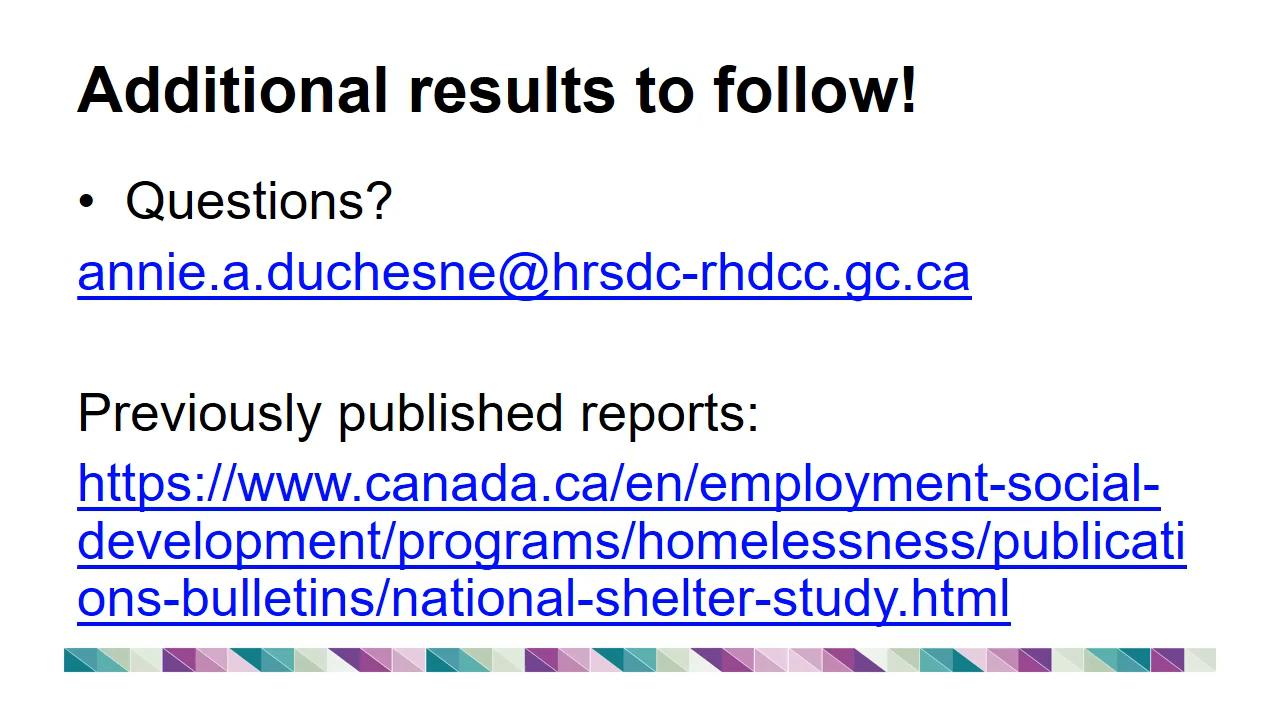 Additional results to follow!
• Questions?
annie.a.duchesne@hrsdc-rhdcc.gc.ca
Previously published reports:
https://www.canada.ca/en/employment-social-
development/programs/homelessness/publicati
ons-bulletins/national-shelter-study.html